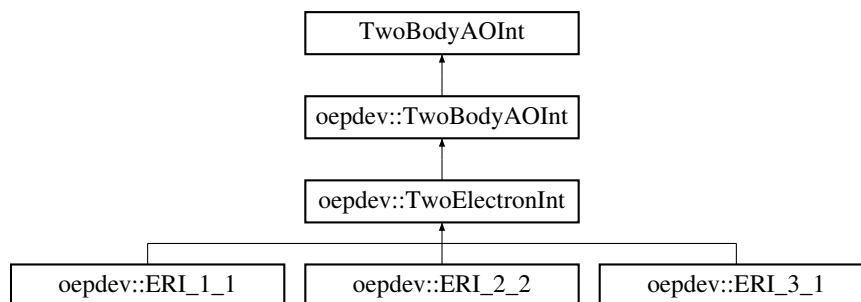 TwoBodyAOInt
oepdev::TwoBodyAOInt
oepdev::TwoElectronInt
oepdev::ERI_1_1
oepdev::ERI_2_2
oepdev::ERI_3_1